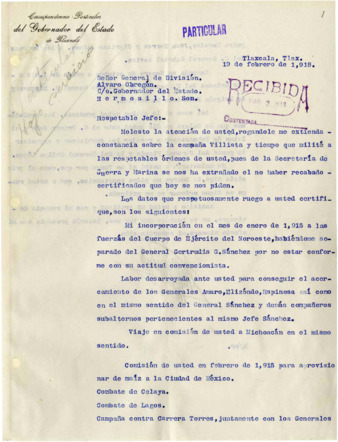 1
Correspondencia Particular
del Gobernador del Estado
de Tlaxcala
PARTICULAR
Tlaxcala, Tlax.
19 de febrero de 1,918.
Señor General de División.
Alvaro Obregón.
c/o.Gobernador del Estado.
H e r m o s i l l o. Son.
RECIBIDA
CONTESTADA
Respetable Jefe:
Molesto la atención de usted, rogándole me extienda
constancia sobre la campaña Villista y tiempo que milité a
las respetables órdenes de usted, pues de la Secretaría de
Guerra y Marina se nos ha extrañado el no haber recabado
certificados que hoy se nos piden.
Los datos que respetuosamente ruego a usted certifi-
que, son los siguientes:
Mi incorporación en el mes de enero de 1,915 a las
fuerzas del Cuerpo de Ejército del Noroeste, habiéndome se-
parado del General Gertrudis G. Sánchez por no estar confor-
me con su actitud convencionista.
Labor desarroyada ante usted para conseguir el acer-
camiento de los Generales Amaro, Elizondo, Espinosa así como
en el mismo sentido del General Sánchez y demás compañeros
subalternos pertenecientes al mismo Jefe Sánchez.
Viaje en comisión de usted a Michoacán en el mismo
sentido.
Comisión de usted en febrero de 1,915 para aprovisio
nar de maíz a la Ciudad de México.
Combate de Celaya.
Combate de Lagos.
Campaña contra Carrera Torres, juntamente con los Generales